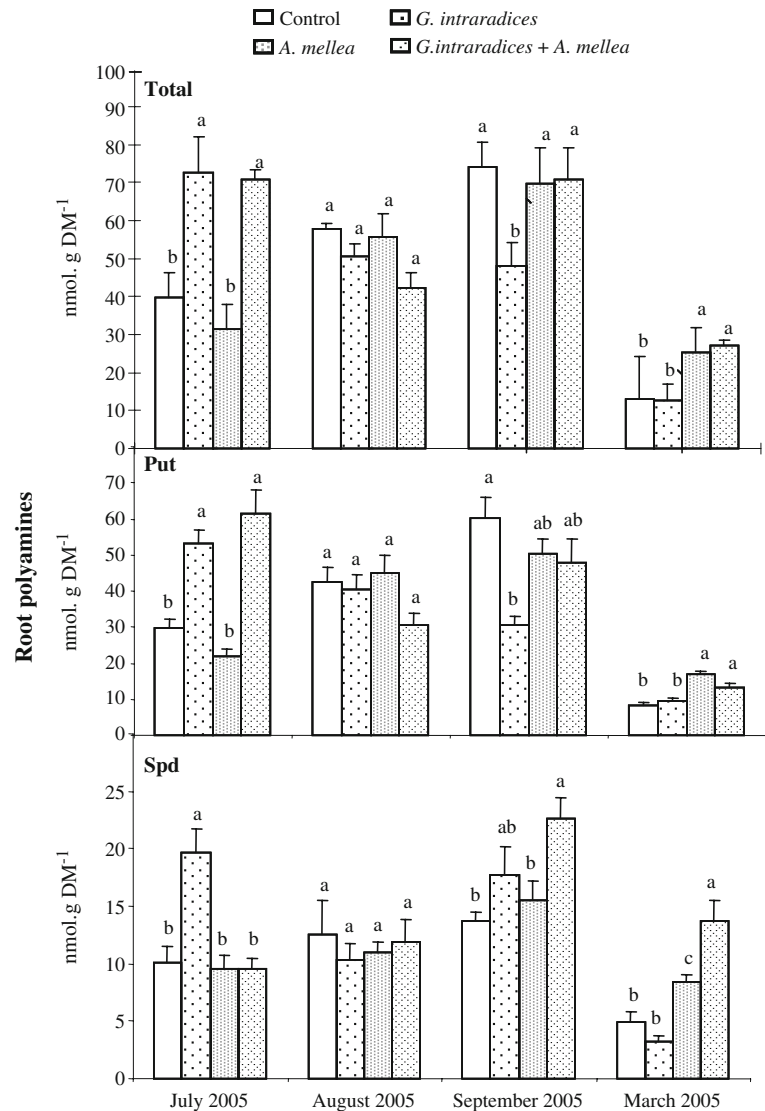 Control G. intraradices
A. mellea G.intraradices + A. mellea
Root polyamines
Total
nmol. g DM⁻¹
100
90
80
70
60
50
40
30
20
10
0
b a b a
a a a a
a b a a
b b a a
Put
nmol. g DM⁻¹
70
60
50
40
30
20
10
0
b a b a
a a a a
a b ab ab
b b a a
Spd
nmol.g DM⁻¹
25
20
15
10
5
0
b a b b
a a a a
b ab b a
b b c a
July 2005 August 2005 September 2005 March 2005